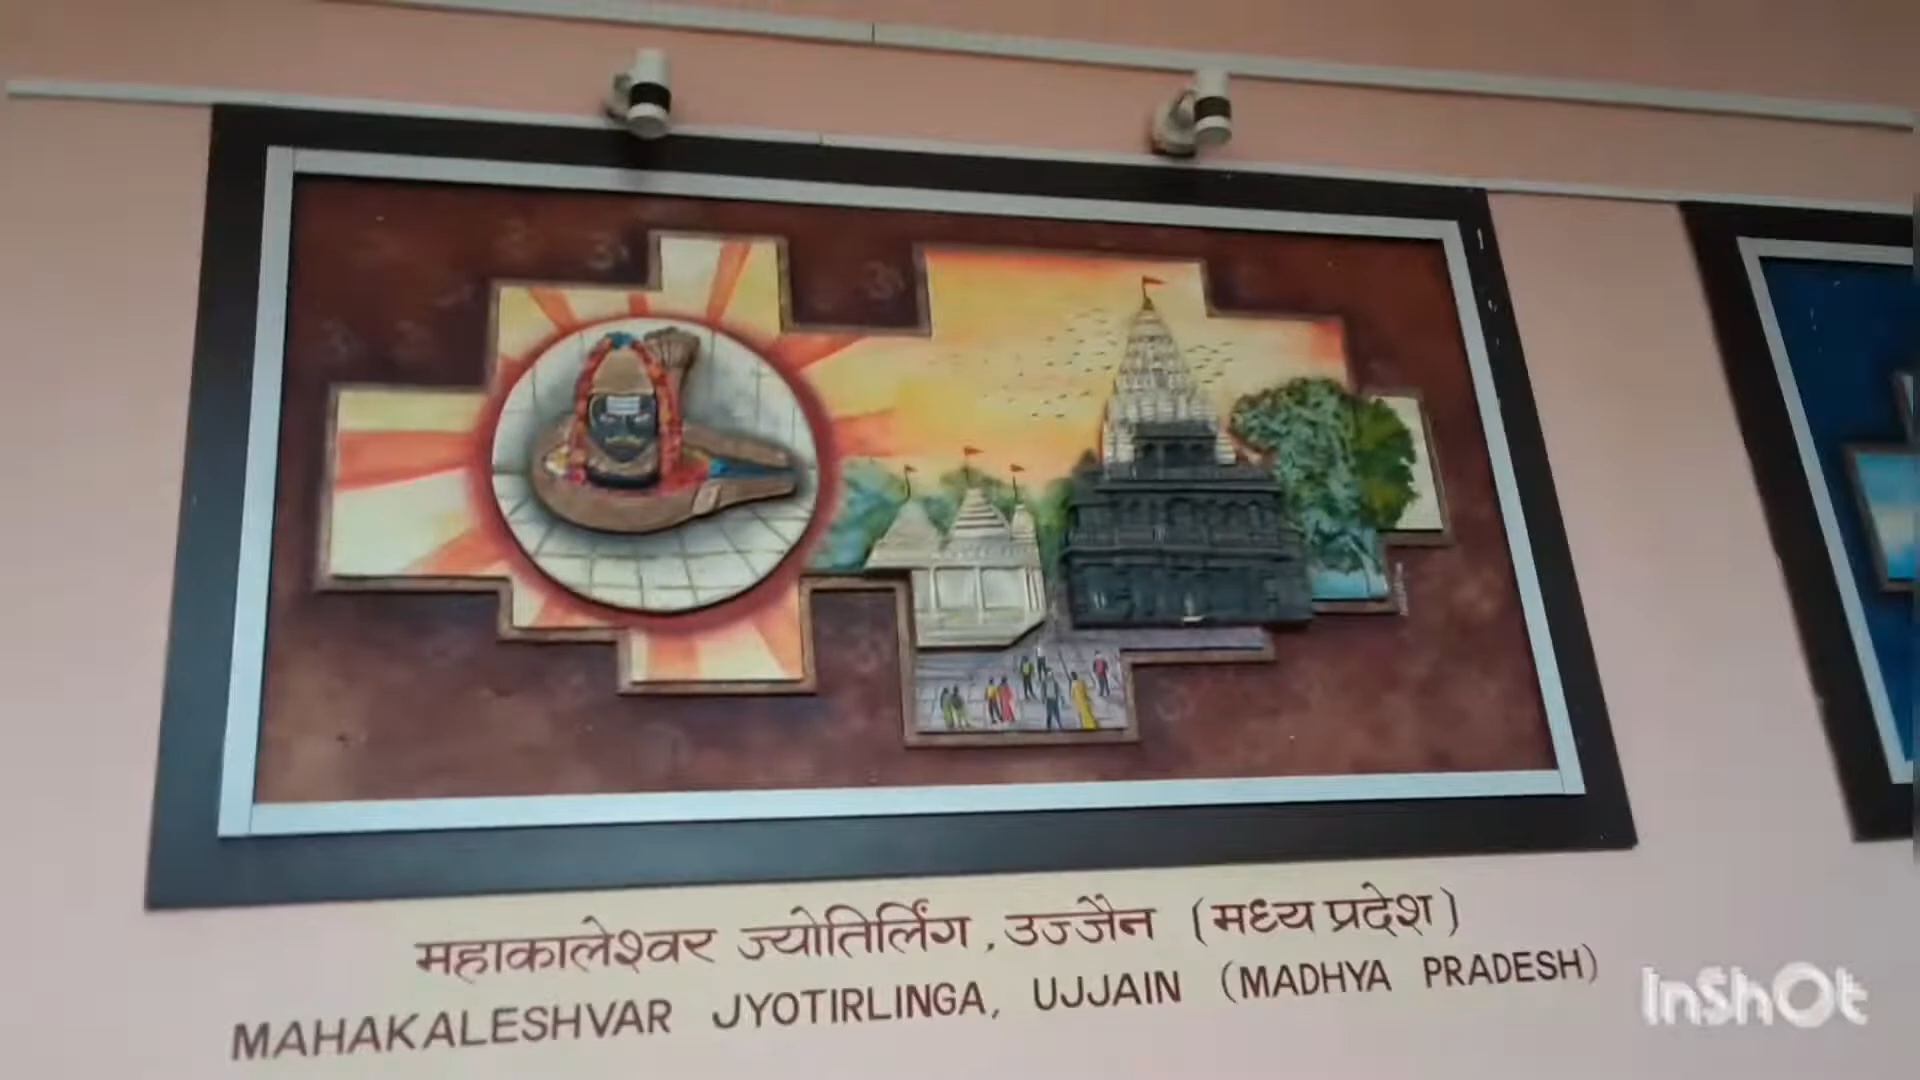 महाकालेश्वर ज्योतिर्लिंग, उज्जैन (मध्य प्रदेश)
MAHAKALESHVAR JYOTIRLINGA, UJJAIN (MADHYA PRADESH)
InShOt